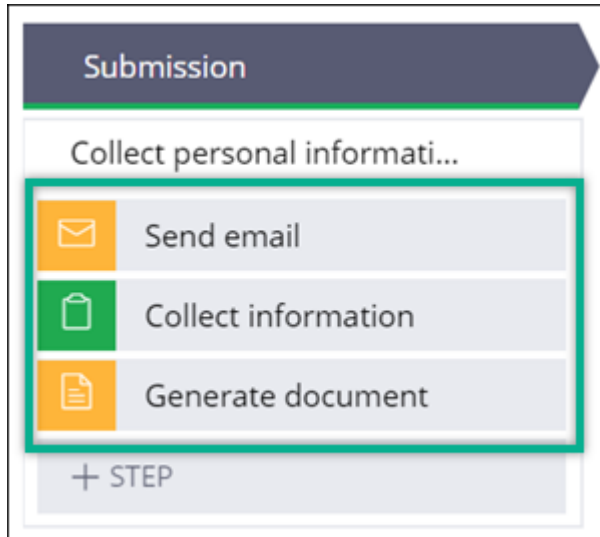 Submission
Collect personal informati...
Send email
Collect information
Generate document
+ STEP